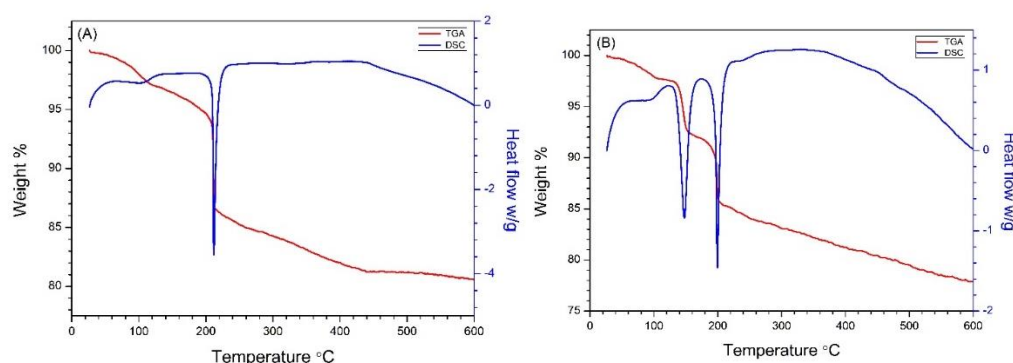 (A)
TGA
DSC
100
95
90
85
80
Weight %
0 100 200 300 400 500 600
Temperature °C
2
0
-2
-4
Heat flow w/g
(B)
TGA
DSC
100
95
90
85
80
75
Weight %
0 100 200 300 400 500 600
Temperature °C
1
0
-1
-2
Heat flow w/g